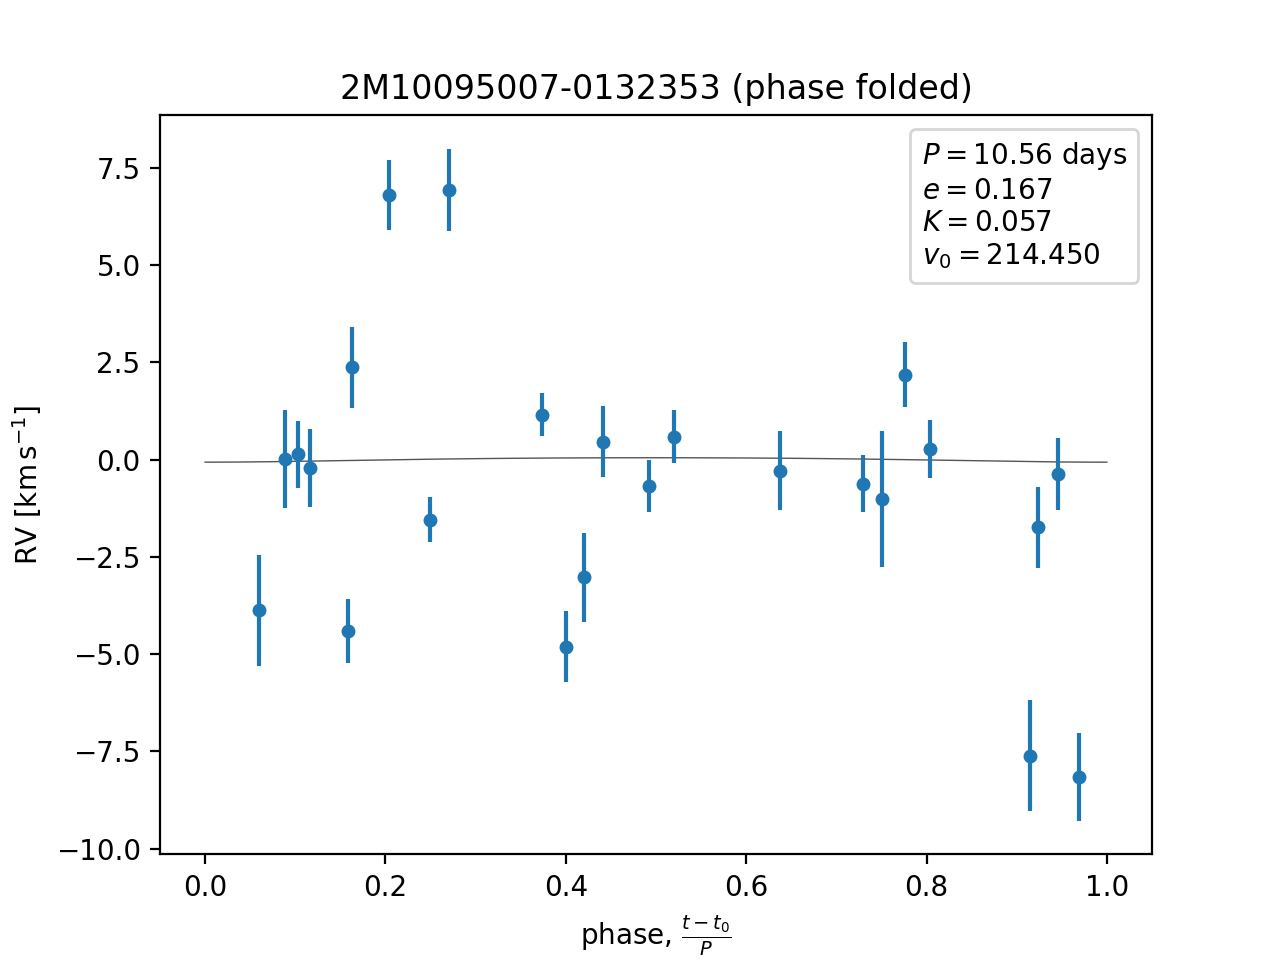 2M10095007-0132353 (phase folded)
P = 10.56 days
e = 0.167
K = 0.057
v₀ = 214.450
7.5
5.0
2.5
0.0
−2.5
−5.0
−7.5
−10.0
RV [km s⁻¹]
0.0 0.2 0.4 0.6 0.8 1.0
phase, (t − t₀)/P